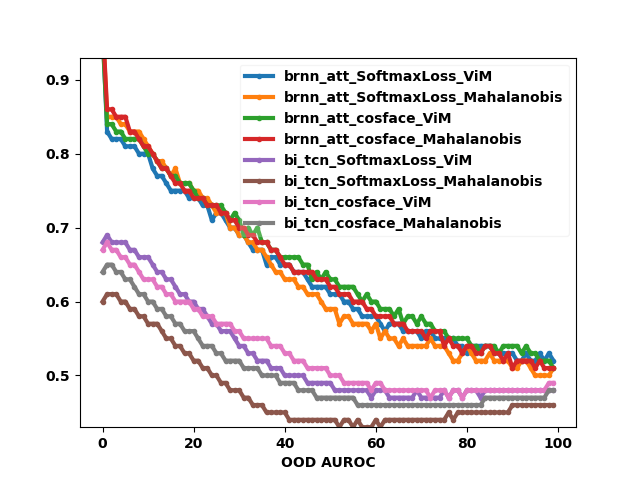 0.9
0.8
0.7
0.6
0.5
brnn_att_SoftmaxLoss_ViM
brnn_att_SoftmaxLoss_Mahalanobis
brnn_att_cosface_ViM
brnn_att_cosface_Mahalanobis
bi_tcn_SoftmaxLoss_ViM
bi_tcn_SoftmaxLoss_Mahalanobis
bi_tcn_cosface_ViM
bi_tcn_cosface_Mahalanobis
0 20 40 60 80 100
OOD AUROC